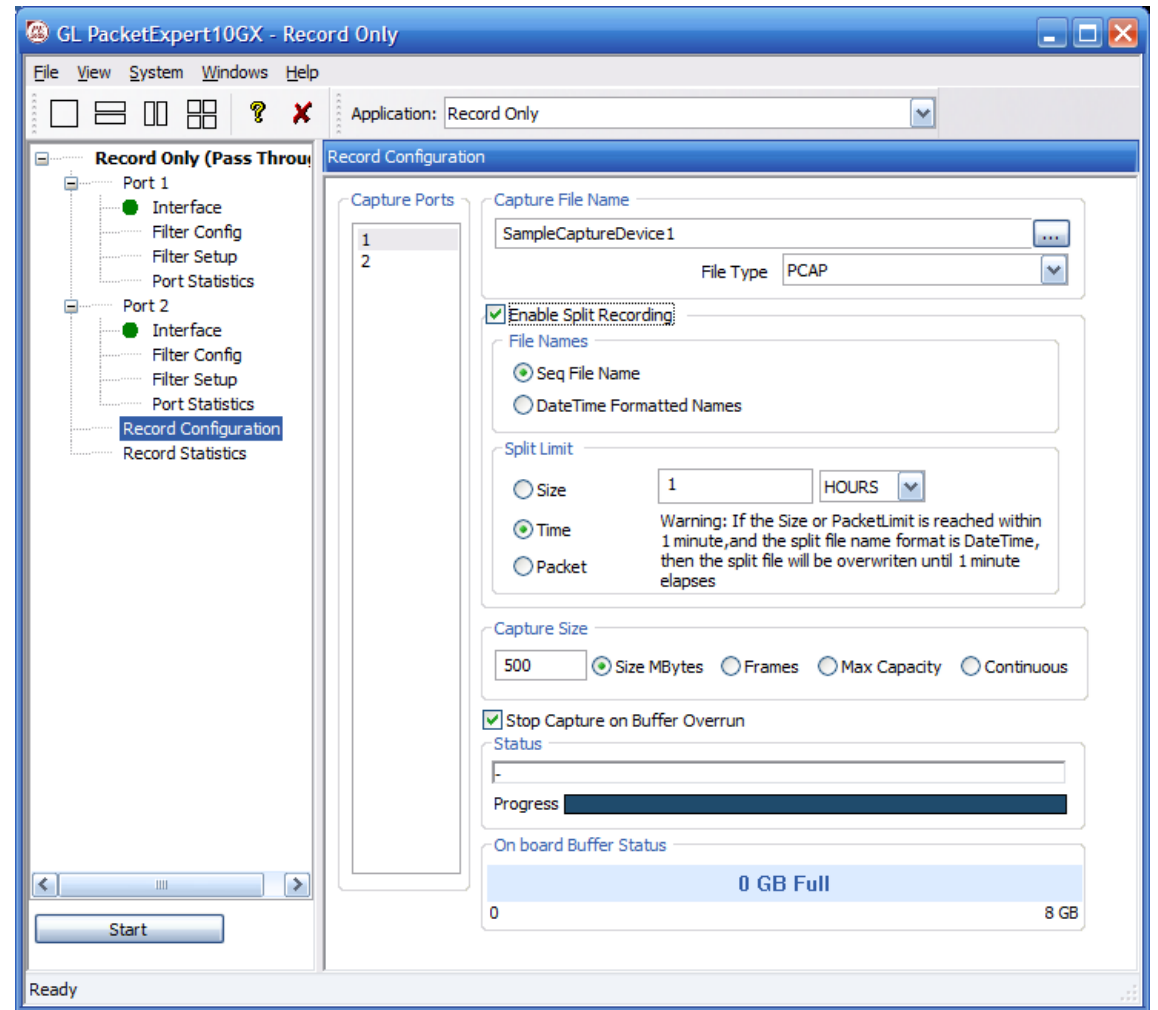 GL PacketExpert10GX - Record Only
File View System Windows Help
Application: Record Only
Record Only (Pass Throug
Port 1
Interface
Filter Config
Filter Setup
Port Statistics
Port 2
Interface
Filter Config
Filter Setup
Port Statistics
Record Configuration
Record Statistics
Start
Record Configuration
Capture Ports
1
2
Capture File Name
SampleCaptureDevice1
...
File Type PCAP
Enable Split Recording
File Names
Seq File Name
DateTime Formatted Names
Split Limit
Size
1 HOURS
Time
Packet
Warning: If the Size or PacketLimit is reached within
1 minute,and the split file name format is DateTime,
then the split file will be overwriten until 1 minute
elapses
Capture Size
500 Size MBytes Frames Max Capacity Continuous
Stop Capture on Buffer Overrun
Status
-
Progress
On board Buffer Status
0 GB Full
0 8 GB
Ready